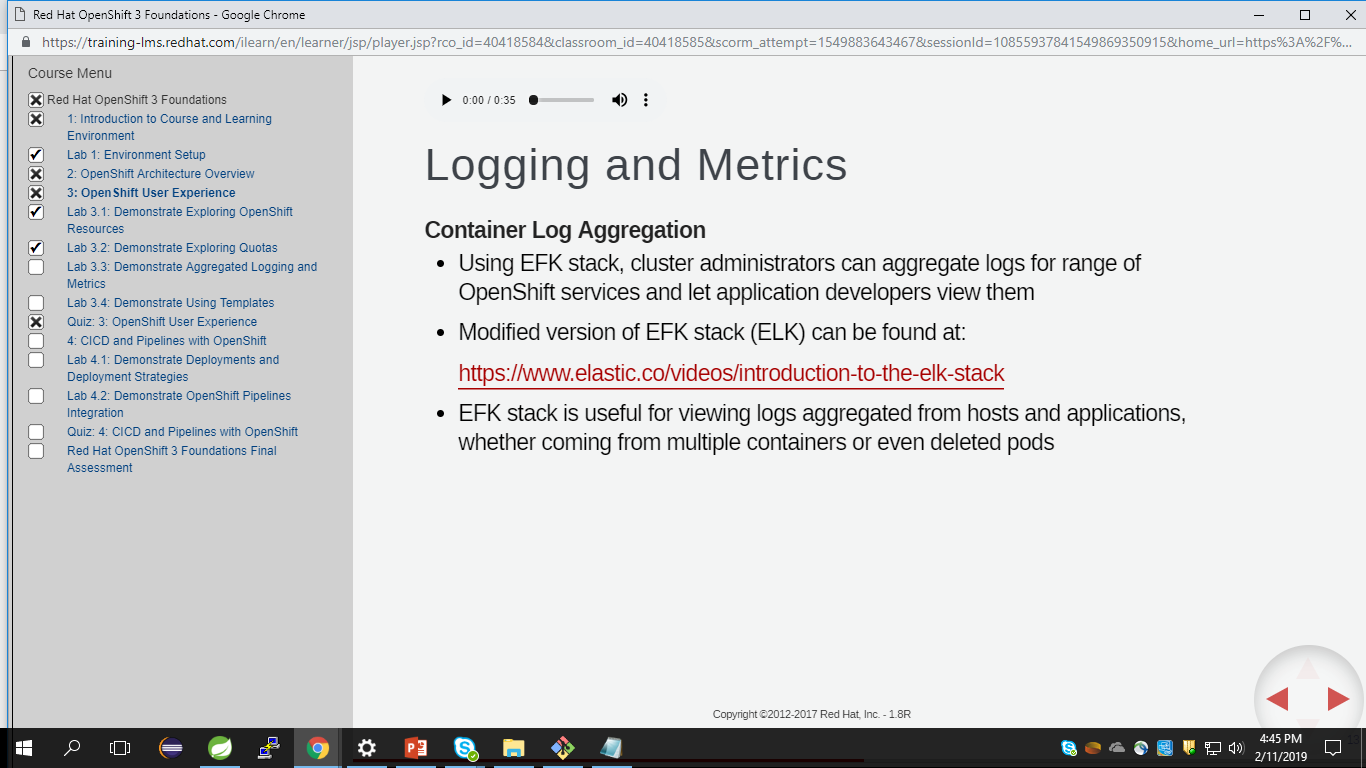 Red Hat OpenShift 3 Foundations - Google Chrome
https://training-lms.redhat.com/ilearn/en/learner/jsp/player.jsp?rco_id=40418584&classroom_id=40418585&scorm_attempt=1549883643467&sessionId=10855937841549869350915&home_url=https%3A%2F%...
Course Menu
Red Hat OpenShift 3 Foundations
1: Introduction to Course and Learning
Environment
Lab 1: Environment Setup
2: OpenShift Architecture Overview
3: OpenShift User Experience
Lab 3.1: Demonstrate Exploring OpenShift
Resources
Lab 3.2: Demonstrate Exploring Quotas
Lab 3.3: Demonstrate Aggregated Logging and
Metrics
Lab 3.4: Demonstrate Using Templates
Quiz: 3: OpenShift User Experience
4: CICD and Pipelines with OpenShift
Lab 4.1: Demonstrate Deployments and
Deployment Strategies
Lab 4.2: Demonstrate OpenShift Pipelines
Integration
Quiz: 4: CICD and Pipelines with OpenShift
Red Hat OpenShift 3 Foundations Final
Assessment
0:00 / 0:35
Logging and Metrics
Container Log Aggregation
• Using EFK stack, cluster administrators can aggregate logs for range of
OpenShift services and let application developers view them
• Modified version of EFK stack (ELK) can be found at:
https://www.elastic.co/videos/introduction-to-the-elk-stack
• EFK stack is useful for viewing logs aggregated from hosts and applications,
whether coming from multiple containers or even deleted pods
Copyright ©2012-2017 Red Hat, Inc. - 1.8R
4:45 PM
2/11/2019